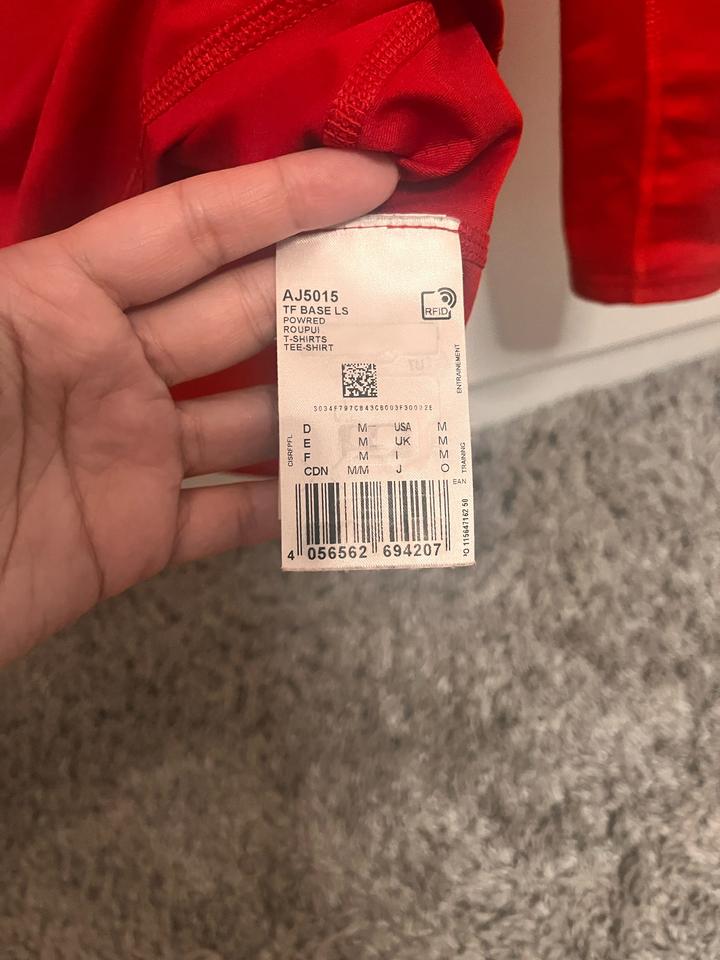 AJ5015
TF BASE LS
POWRED
ROUPUI
T-SHIRTS
TEE-SHIRT
RFID
ENTRAINEMENT
D M USA M
E M UK M
F M I M
CDN M/M J O
CISRFPFL
TRAINING
EAN
4 056562 694207